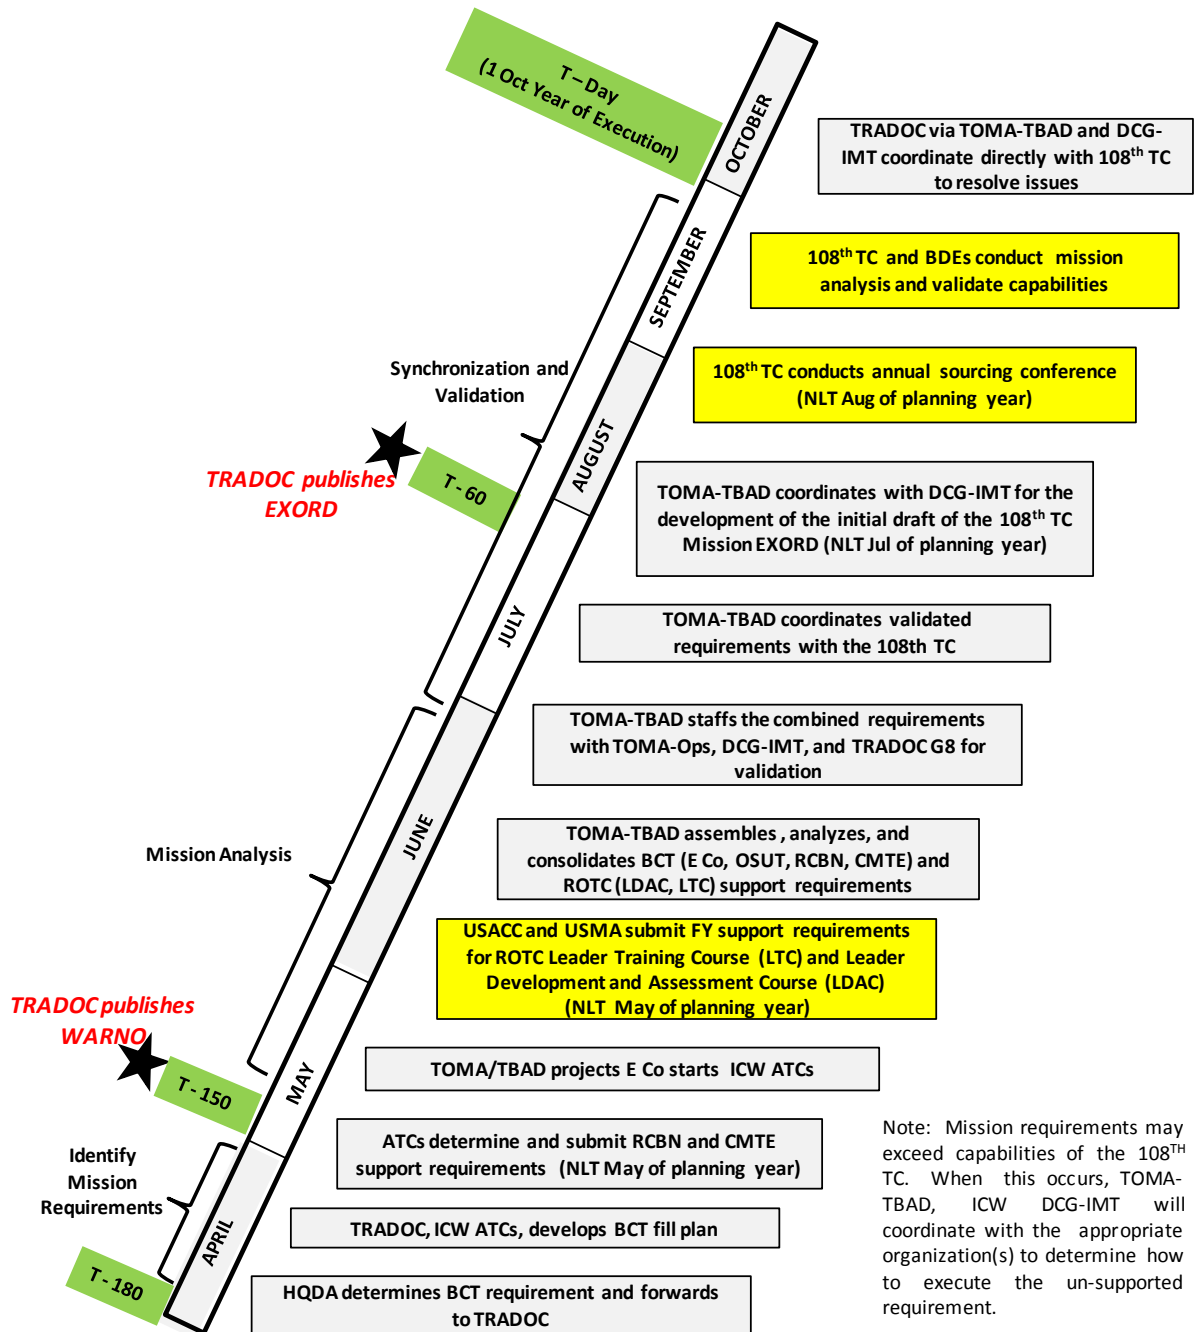 T – Day
(1 Oct Year of Execution)
OCTOBER
TRADOC via TOMA-TBAD and DCG-
IMT coordinate directly with 108th TC
to resolve issues
SEPTEMBER
108th TC and BDEs conduct mission
analysis and validate capabilities
Synchronization and
Validation
108th TC conducts annual sourcing conference
(NLT Aug of planning year)
AUGUST
TRADOC publishes
EXORD
T - 60
TOMA-TBAD coordinates with DCG-IMT for the
development of the initial draft of the 108th TC
Mission EXORD (NLT Jul of planning year)
JULY
TOMA-TBAD coordinates validated
requirements with the 108th TC
TOMA-TBAD staffs the combined requirements
with TOMA-Ops, DCG-IMT, and TRADOC G8 for
validation
Mission Analysis
JUNE
TOMA-TBAD assembles , analyzes, and
consolidates BCT (E Co, OSUT, RCBN, CMTE) and
ROTC (LDAC, LTC) support requirements
USACC and USMA submit FY support requirements
for ROTC Leader Training Course (LTC) and Leader
Development and Assessment Course (LDAC)
(NLT May of planning year)
TRADOC publishes
WARNO
T - 150
MAY
TOMA/TBAD projects E Co starts ICW ATCs
ATCs determine and submit RCBN and CMTE
support requirements (NLT May of planning year)
Identify
Mission
Requirements
APRIL
TRADOC, ICW ATCs, develops BCT fill plan
T - 180
HQDA determines BCT requirement and forwards
to TRADOC
Note: Mission requirements may
exceed capabilities of the 108TH
TC. When this occurs, TOMA-
TBAD, ICW DCG-IMT will
coordinate with the appropriate
organization(s) to determine how
to execute the un-supported
requirement.